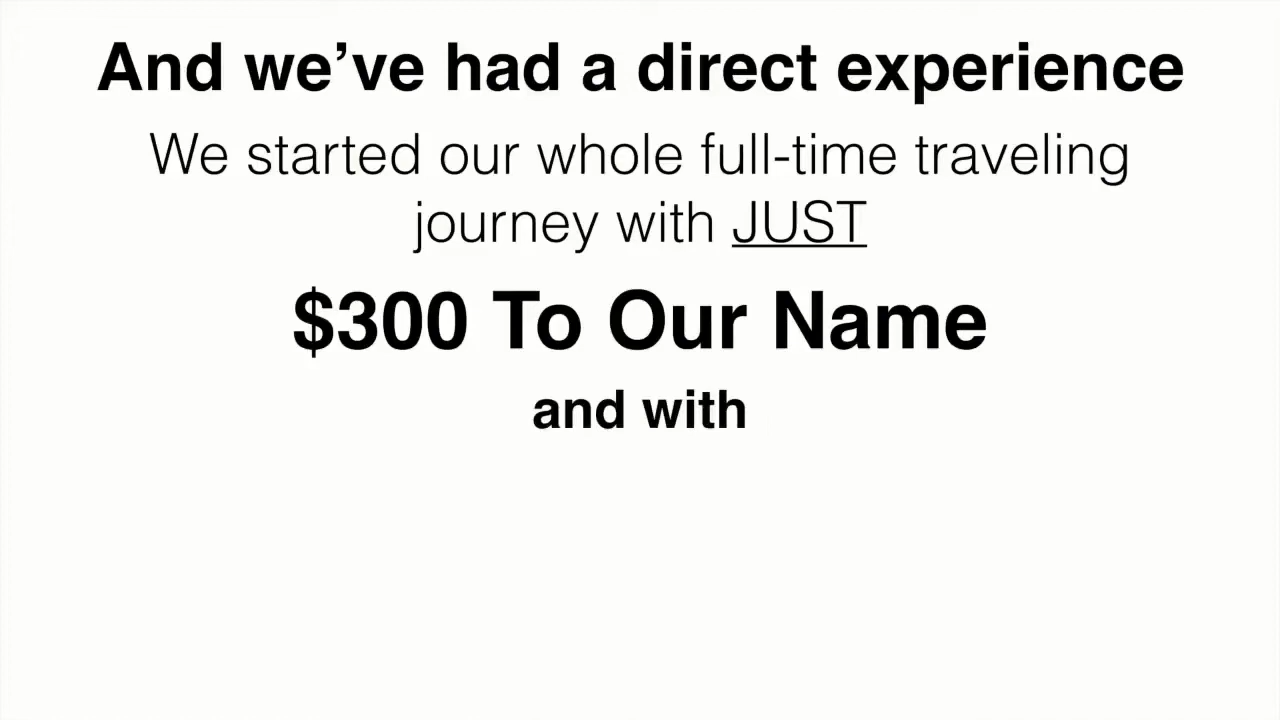 And we’ve had a direct experience
We started our whole full-time traveling
journey with JUST
$300 To Our Name
and with